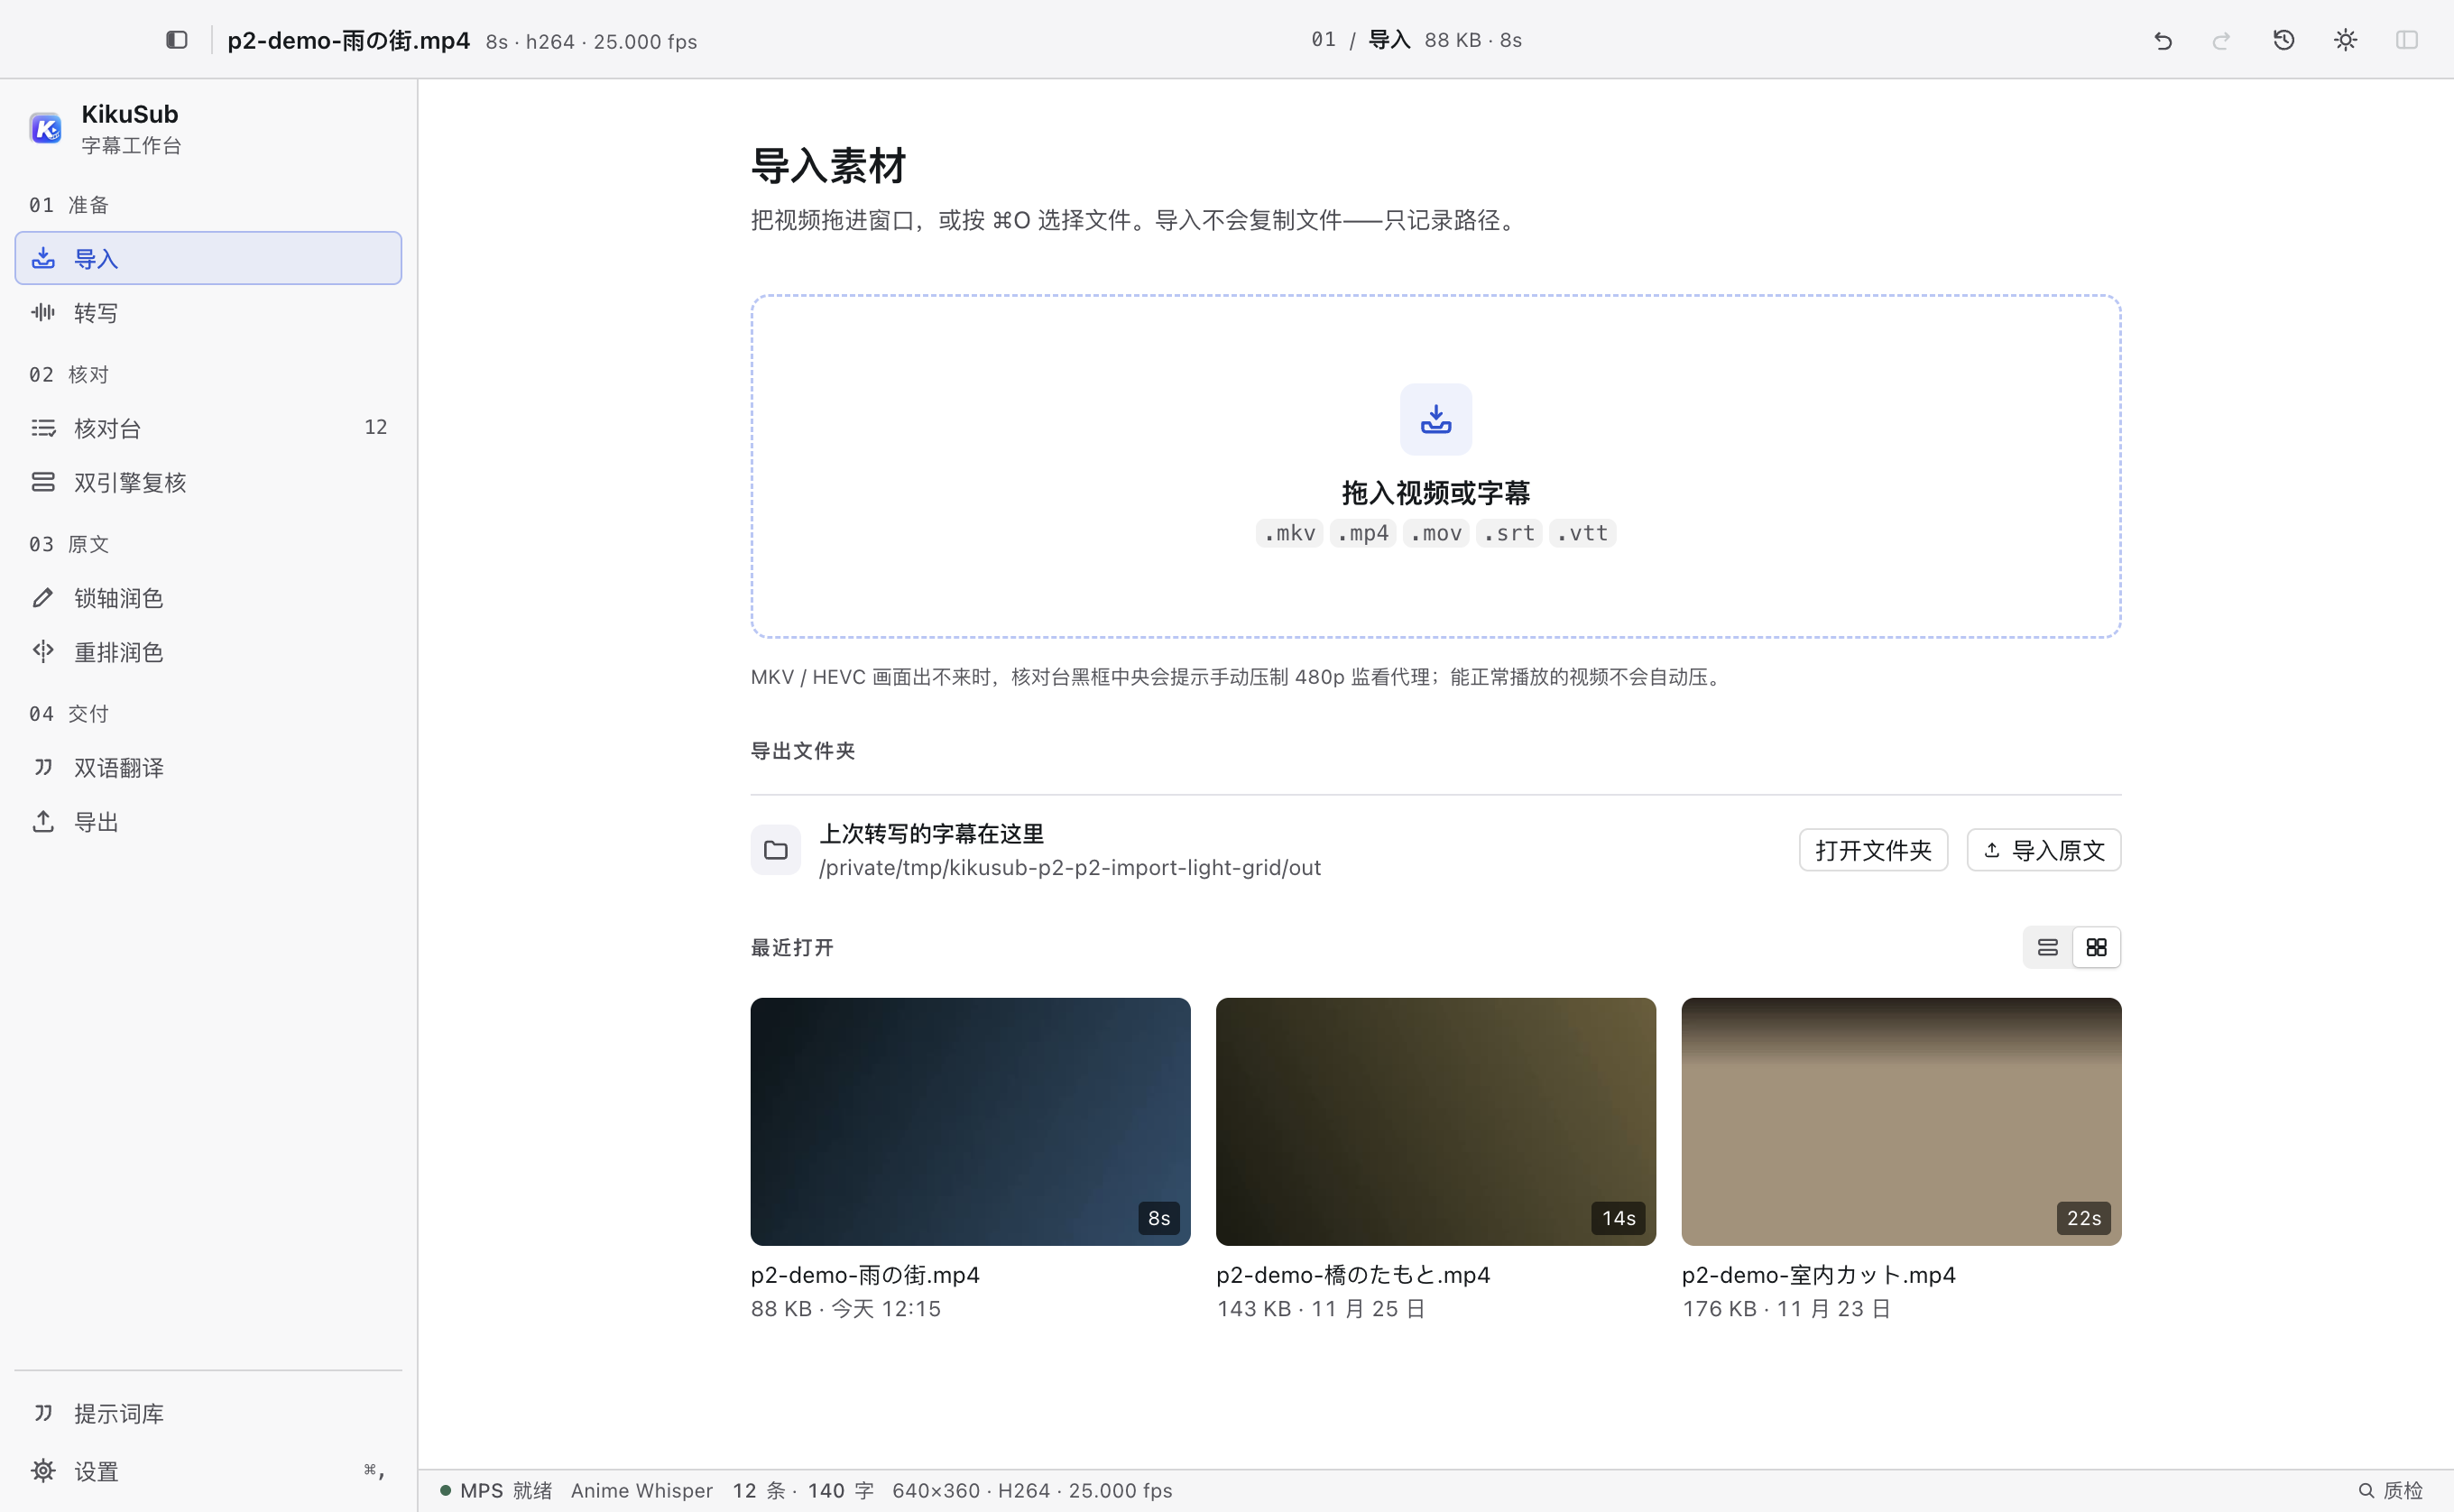 p2-demo-雨の街.mp4 8s · h264 · 25.000 fps
01 / 导入 88 KB · 8s
KikuSub
字幕工作台
01 准备
导入
转写
02 核对
核对台 12
双引擎复核
03 原文
锁轴润色
重排润色
04 交付
双语翻译
导出
提示词库
设置 ⌘,
导入素材
把视频拖进窗口，或按 ⌘O 选择文件。导入不会复制文件——只记录路径。
拖入视频或字幕
.mkv .mp4 .mov .srt .vtt
MKV / HEVC 画面出不来时，核对台黑框中央会提示手动压制 480p 监看代理；能正常播放的视频不会自动压。
导出文件夹
上次转写的字幕在这里
/private/tmp/kikusub-p2-p2-import-light-grid/out
打开文件夹
导入原文
最近打开
8s
p2-demo-雨の街.mp4
88 KB · 今天 12:15
14s
p2-demo-橋のたもと.mp4
143 KB · 11 月 25 日
22s
p2-demo-室内カット.mp4
176 KB · 11 月 23 日
MPS 就绪 Anime Whisper 12 条 · 140 字 640×360 · H264 · 25.000 fps
质检